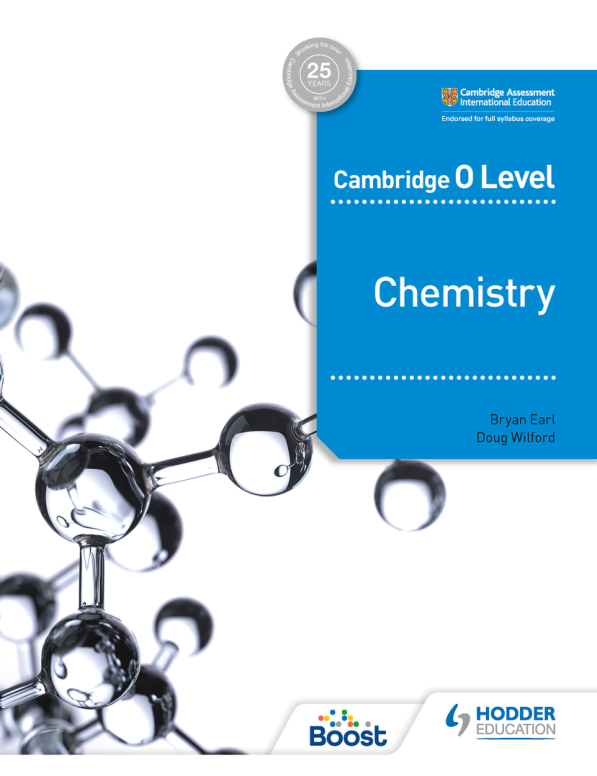 Working for over
25
YEARS
WITH
Cambridge Assessment International Education
Cambridge Assessment
International Education
Endorsed for full syllabus coverage
Cambridge O Level
Chemistry
Bryan Earl
Doug Wilford
Boost
HODDER
EDUCATION